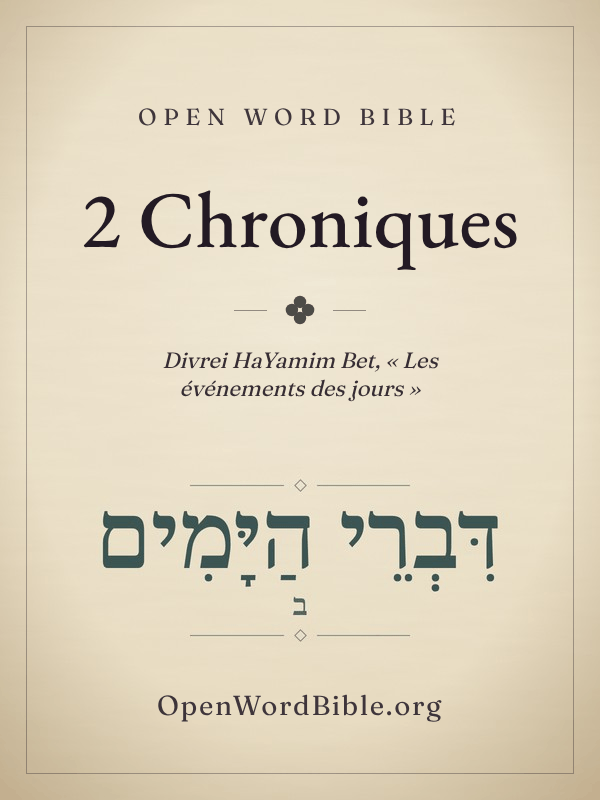 OPEN WORD BIBLE
2 Chroniques
Divrei HaYamim Bet, « Les
événements des jours »
דִּבְרֵי הַיָּמִים
ב
OpenWordBible.org